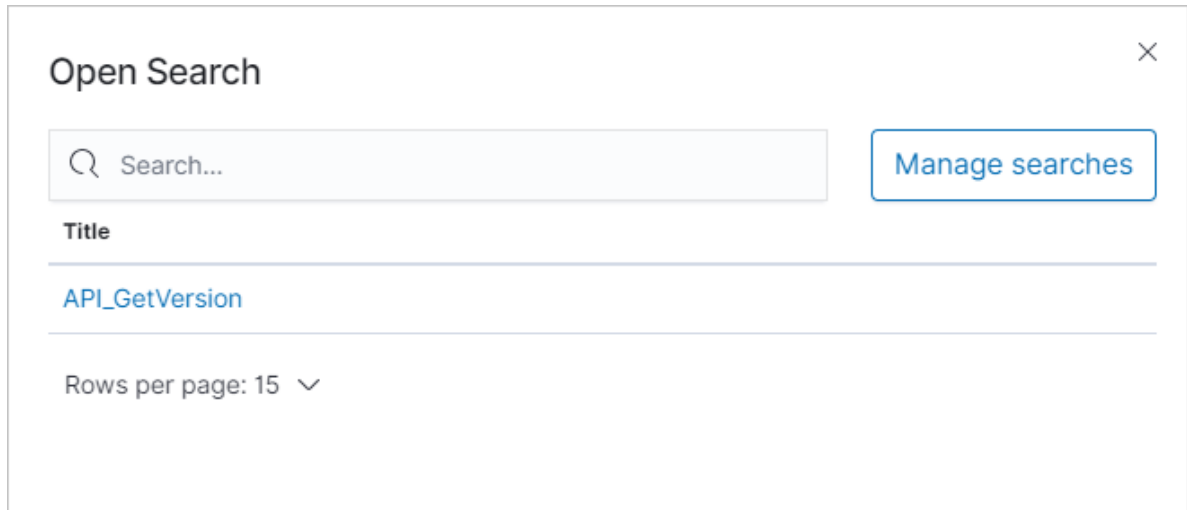 Open Search
Search...
Manage searches
Title
API_GetVersion
Rows per page: 15